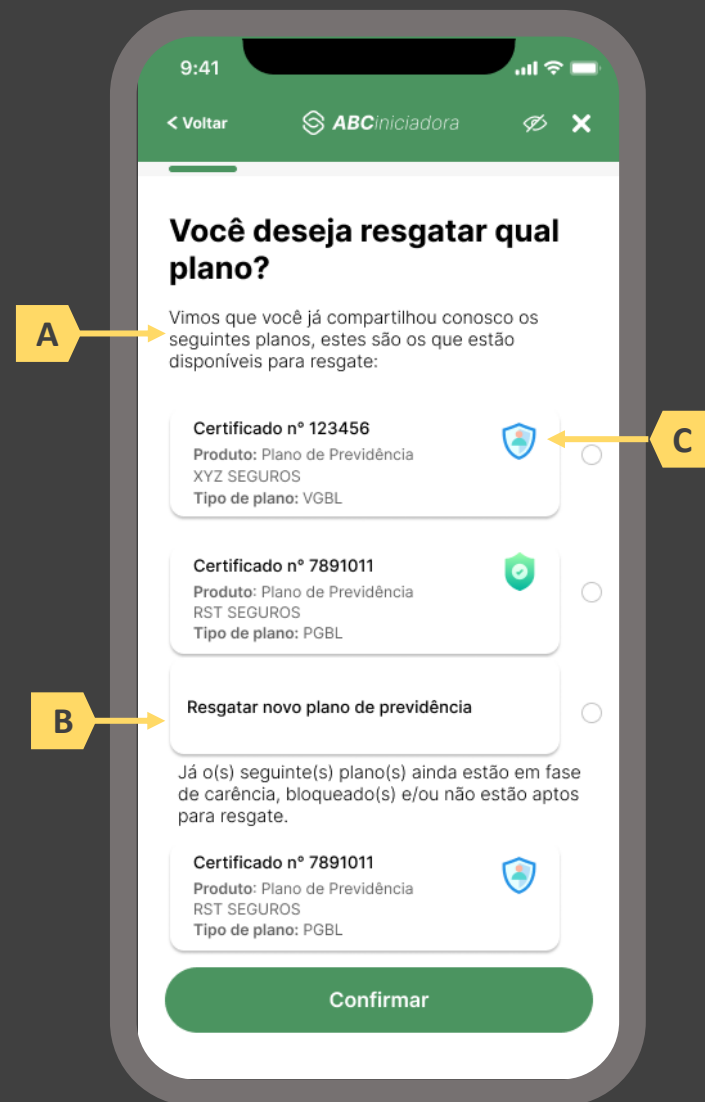 9:41
< Voltar
ABCiniciadora
Você deseja resgatar qual
plano?
A
Vimos que você já compartilhou conosco os
seguintes planos, estes são os que estão
disponíveis para resgate:
Certificado nº 123456
C
Produto: Plano de Previdência
XYZ SEGUROS
Tipo de plano: VGBL
Certificado nº 7891011
Produto: Plano de Previdência
RST SEGUROS
Tipo de plano: PGBL
B
Resgatar novo plano de previdência
Já o(s) seguinte(s) plano(s) ainda estão em fase
de carência, bloqueado(s) e/ou não estão aptos
para resgate.
Certificado nº 7891011
Produto: Plano de Previdência
RST SEGUROS
Tipo de plano: PGBL
Confirmar